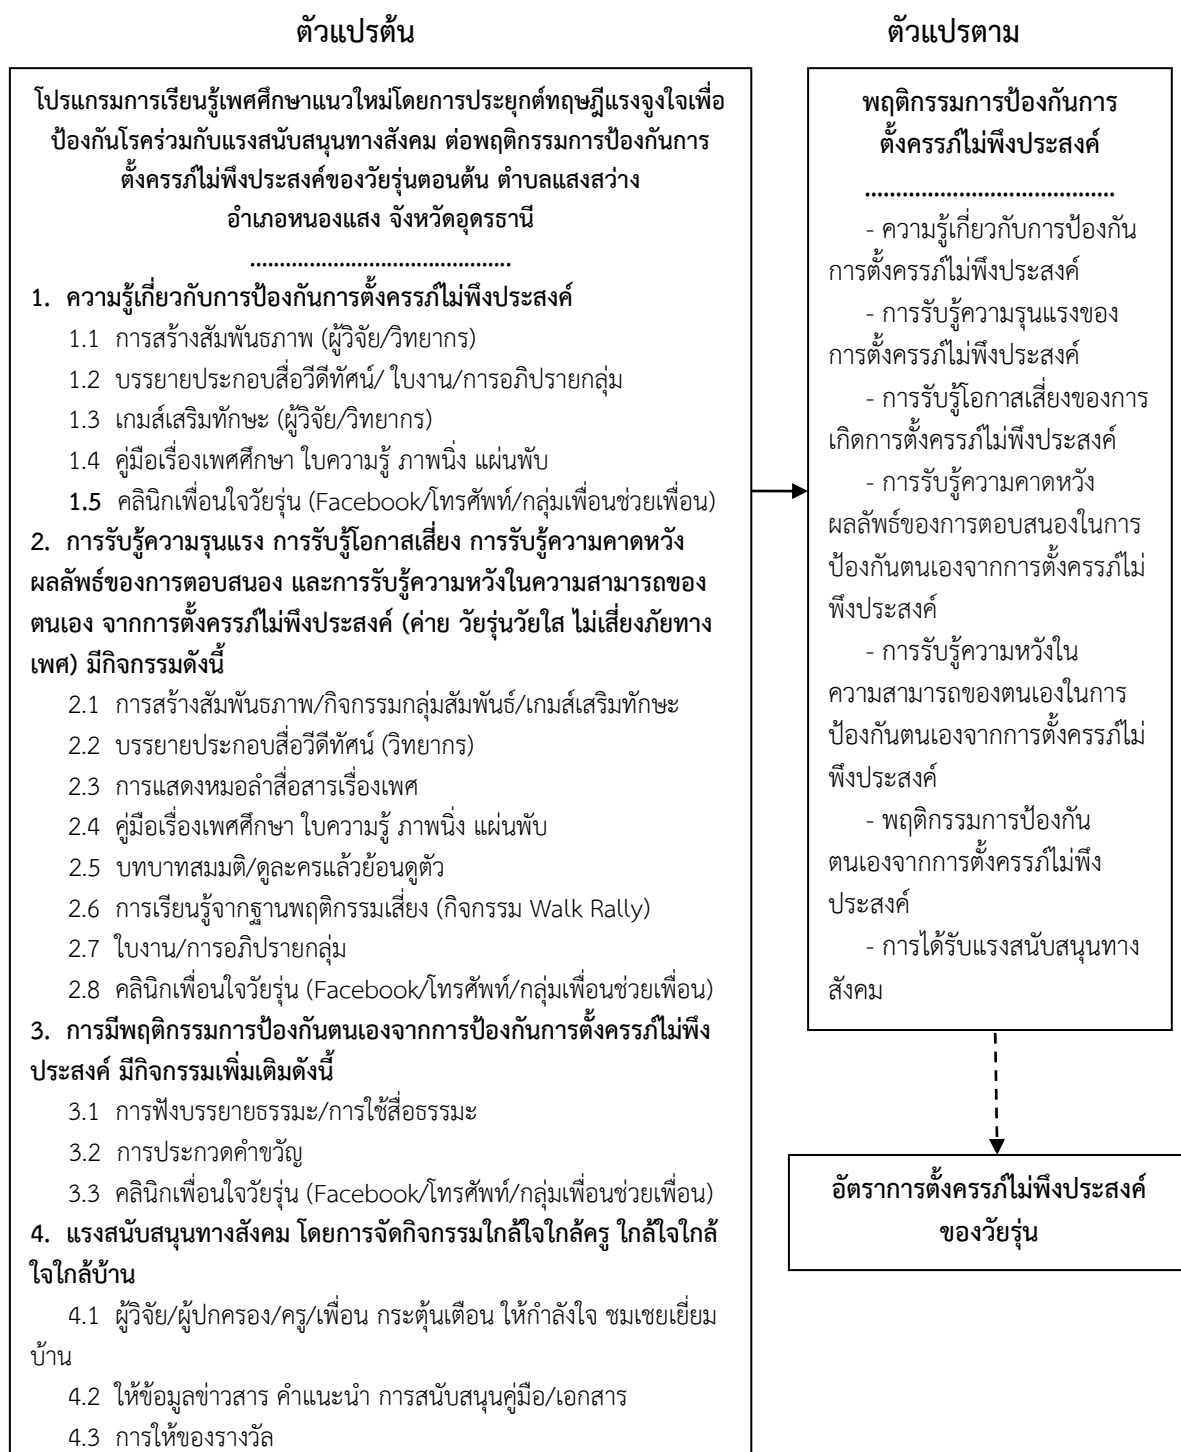 ตัวแปรต้น
โปรแกรมการเรียนรู้เพศศึกษาแนวใหม่โดยการประยุกต์ทฤษฎีแรงจูงใจเพื่อ
ป้องกันโรคร่วมกับแรงสนับสนุนทางสังคม ต่อพฤติกรรมการป้องกันการ
ตั้งครรภ์ไม่พึงประสงค์ของวัยรุ่นตอนต้น ตำบลแสงสว่าง
อำเภอหนองแสง จังหวัดอุดรธานี
...........................................
1. ความรู้เกี่ยวกับการป้องกันการตั้งครรภ์ไม่พึงประสงค์
1.1 การสร้างสัมพันธภาพ (ผู้วิจัย/วิทยากร)
1.2 บรรยายประกอบสื่อวีดีทัศน์/ ใบงาน/การอภิปรายกลุ่ม
1.3 เกมส์เสริมทักษะ (ผู้วิจัย/วิทยากร)
1.4 คู่มือเรื่องเพศศึกษา ใบความรู้ ภาพนิ่ง แผ่นพับ
1.5 คลินิกเพื่อนใจวัยรุ่น (Facebook/โทรศัพท์/กลุ่มเพื่อนช่วยเพื่อน)
2. การรับรู้ความรุนแรง การรับรู้โอกาสเสี่ยง การรับรู้ความคาดหวัง
ผลลัพธ์ของการตอบสนอง และการรับรู้ความหวังในความสามารถของ
ตนเอง จากการตั้งครรภ์ไม่พึงประสงค์ (ค่าย วัยรุ่นวัยใส ไม่เสี่ยงภัยทาง
เพศ) มีกิจกรรมดังนี้
2.1 การสร้างสัมพันธภาพ/กิจกรรมกลุ่มสัมพันธ์/เกมส์เสริมทักษะ
2.2 บรรยายประกอบสื่อวีดีทัศน์ (วิทยากร)
2.3 การแสดงหมอลำสื่อสารเรื่องเพศ
2.4 คู่มือเรื่องเพศศึกษา ใบความรู้ ภาพนิ่ง แผ่นพับ
2.5 บทบาทสมมติ/ดูละครแล้วย้อนดูตัว
2.6 การเรียนรู้จากฐานพฤติกรรมเสี่ยง (กิจกรรม Walk Rally)
2.7 ใบงาน/การอภิปรายกลุ่ม
2.8 คลินิกเพื่อนใจวัยรุ่น (Facebook/โทรศัพท์/กลุ่มเพื่อนช่วยเพื่อน)
3. การมีพฤติกรรมการป้องกันตนเองจากการป้องกันการตั้งครรภ์ไม่พึง
ประสงค์ มีกิจกรรมเพิ่มเติมดังนี้
3.1 การฟังบรรยายธรรมะ/การใช้สื่อธรรมะ
3.2 การประกวดคำขวัญ
3.3 คลินิกเพื่อนใจวัยรุ่น (Facebook/โทรศัพท์/กลุ่มเพื่อนช่วยเพื่อน)
4. แรงสนับสนุนทางสังคม โดยการจัดกิจกรรมใกล้ใจใกล้ครู ใกล้ใจใกล้
ใจใกล้บ้าน
4.1 ผู้วิจัย/ผู้ปกครอง/ครู/เพื่อน กระตุ้นเตือน ให้กำลังใจ ชมเชยเยี่ยม
บ้าน
4.2 ให้ข้อมูลข่าวสาร คำแนะนำ การสนับสนุนคู่มือ/เอกสาร
4.3 การให้ของรางวัล
ตัวแปรตาม
พฤติกรรมการป้องกันการ
ตั้งครรภ์ไม่พึงประสงค์
........................................
- ความรู้เกี่ยวกับการป้องกัน
การตั้งครรภ์ไม่พึงประสงค์
- การรับรู้ความรุนแรงของ
การตั้งครรภ์ไม่พึงประสงค์
- การรับรู้โอกาสเสี่ยงของการ
เกิดการตั้งครรภ์ไม่พึงประสงค์
- การรับรู้ความคาดหวัง
ผลลัพธ์ของการตอบสนองในการ
ป้องกันตนเองจากการตั้งครรภ์ไม่
พึงประสงค์
- การรับรู้ความหวังใน
ความสามารถของตนเองในการ
ป้องกันตนเองจากการตั้งครรภ์ไม่
พึงประสงค์
- พฤติกรรมการป้องกัน
ตนเองจากการตั้งครรภ์ไม่พึง
ประสงค์
- การได้รับแรงสนับสนุนทาง
สังคม
อัตราการตั้งครรภ์ไม่พึงประสงค์
ของวัยรุ่น